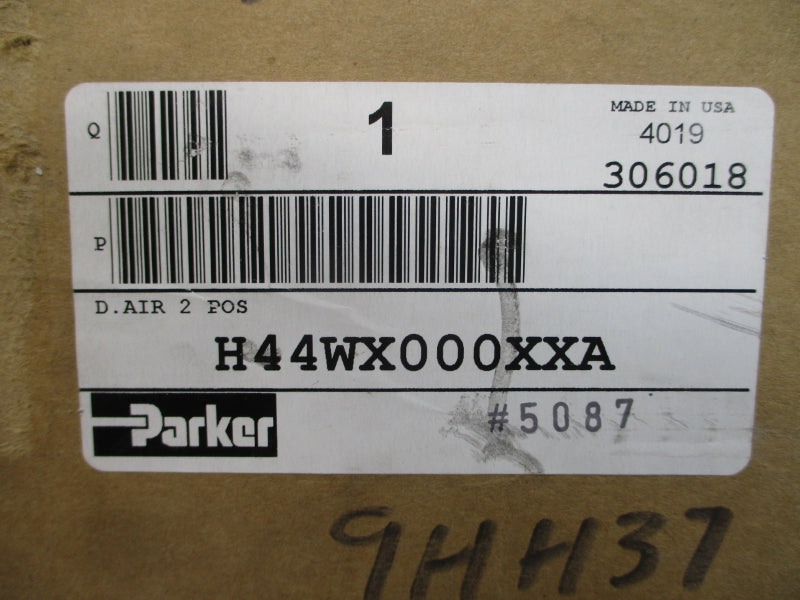 Q 1 MADE IN USA
4019
306018
P
D.AIR 2 POS
H44WX000XXA
Parker #5087
9HH37